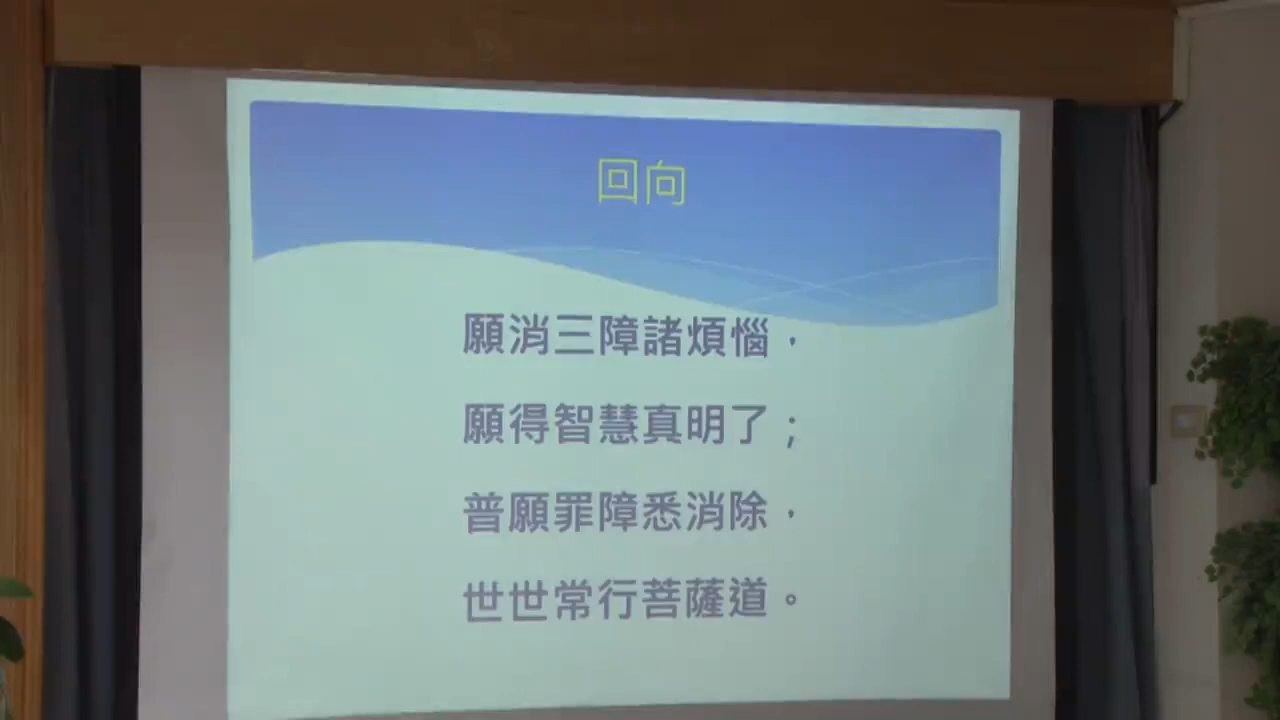 回向
願消三障諸煩惱，
願得智慧真明了；
普願罪障悉消除，
世世常行菩薩道。